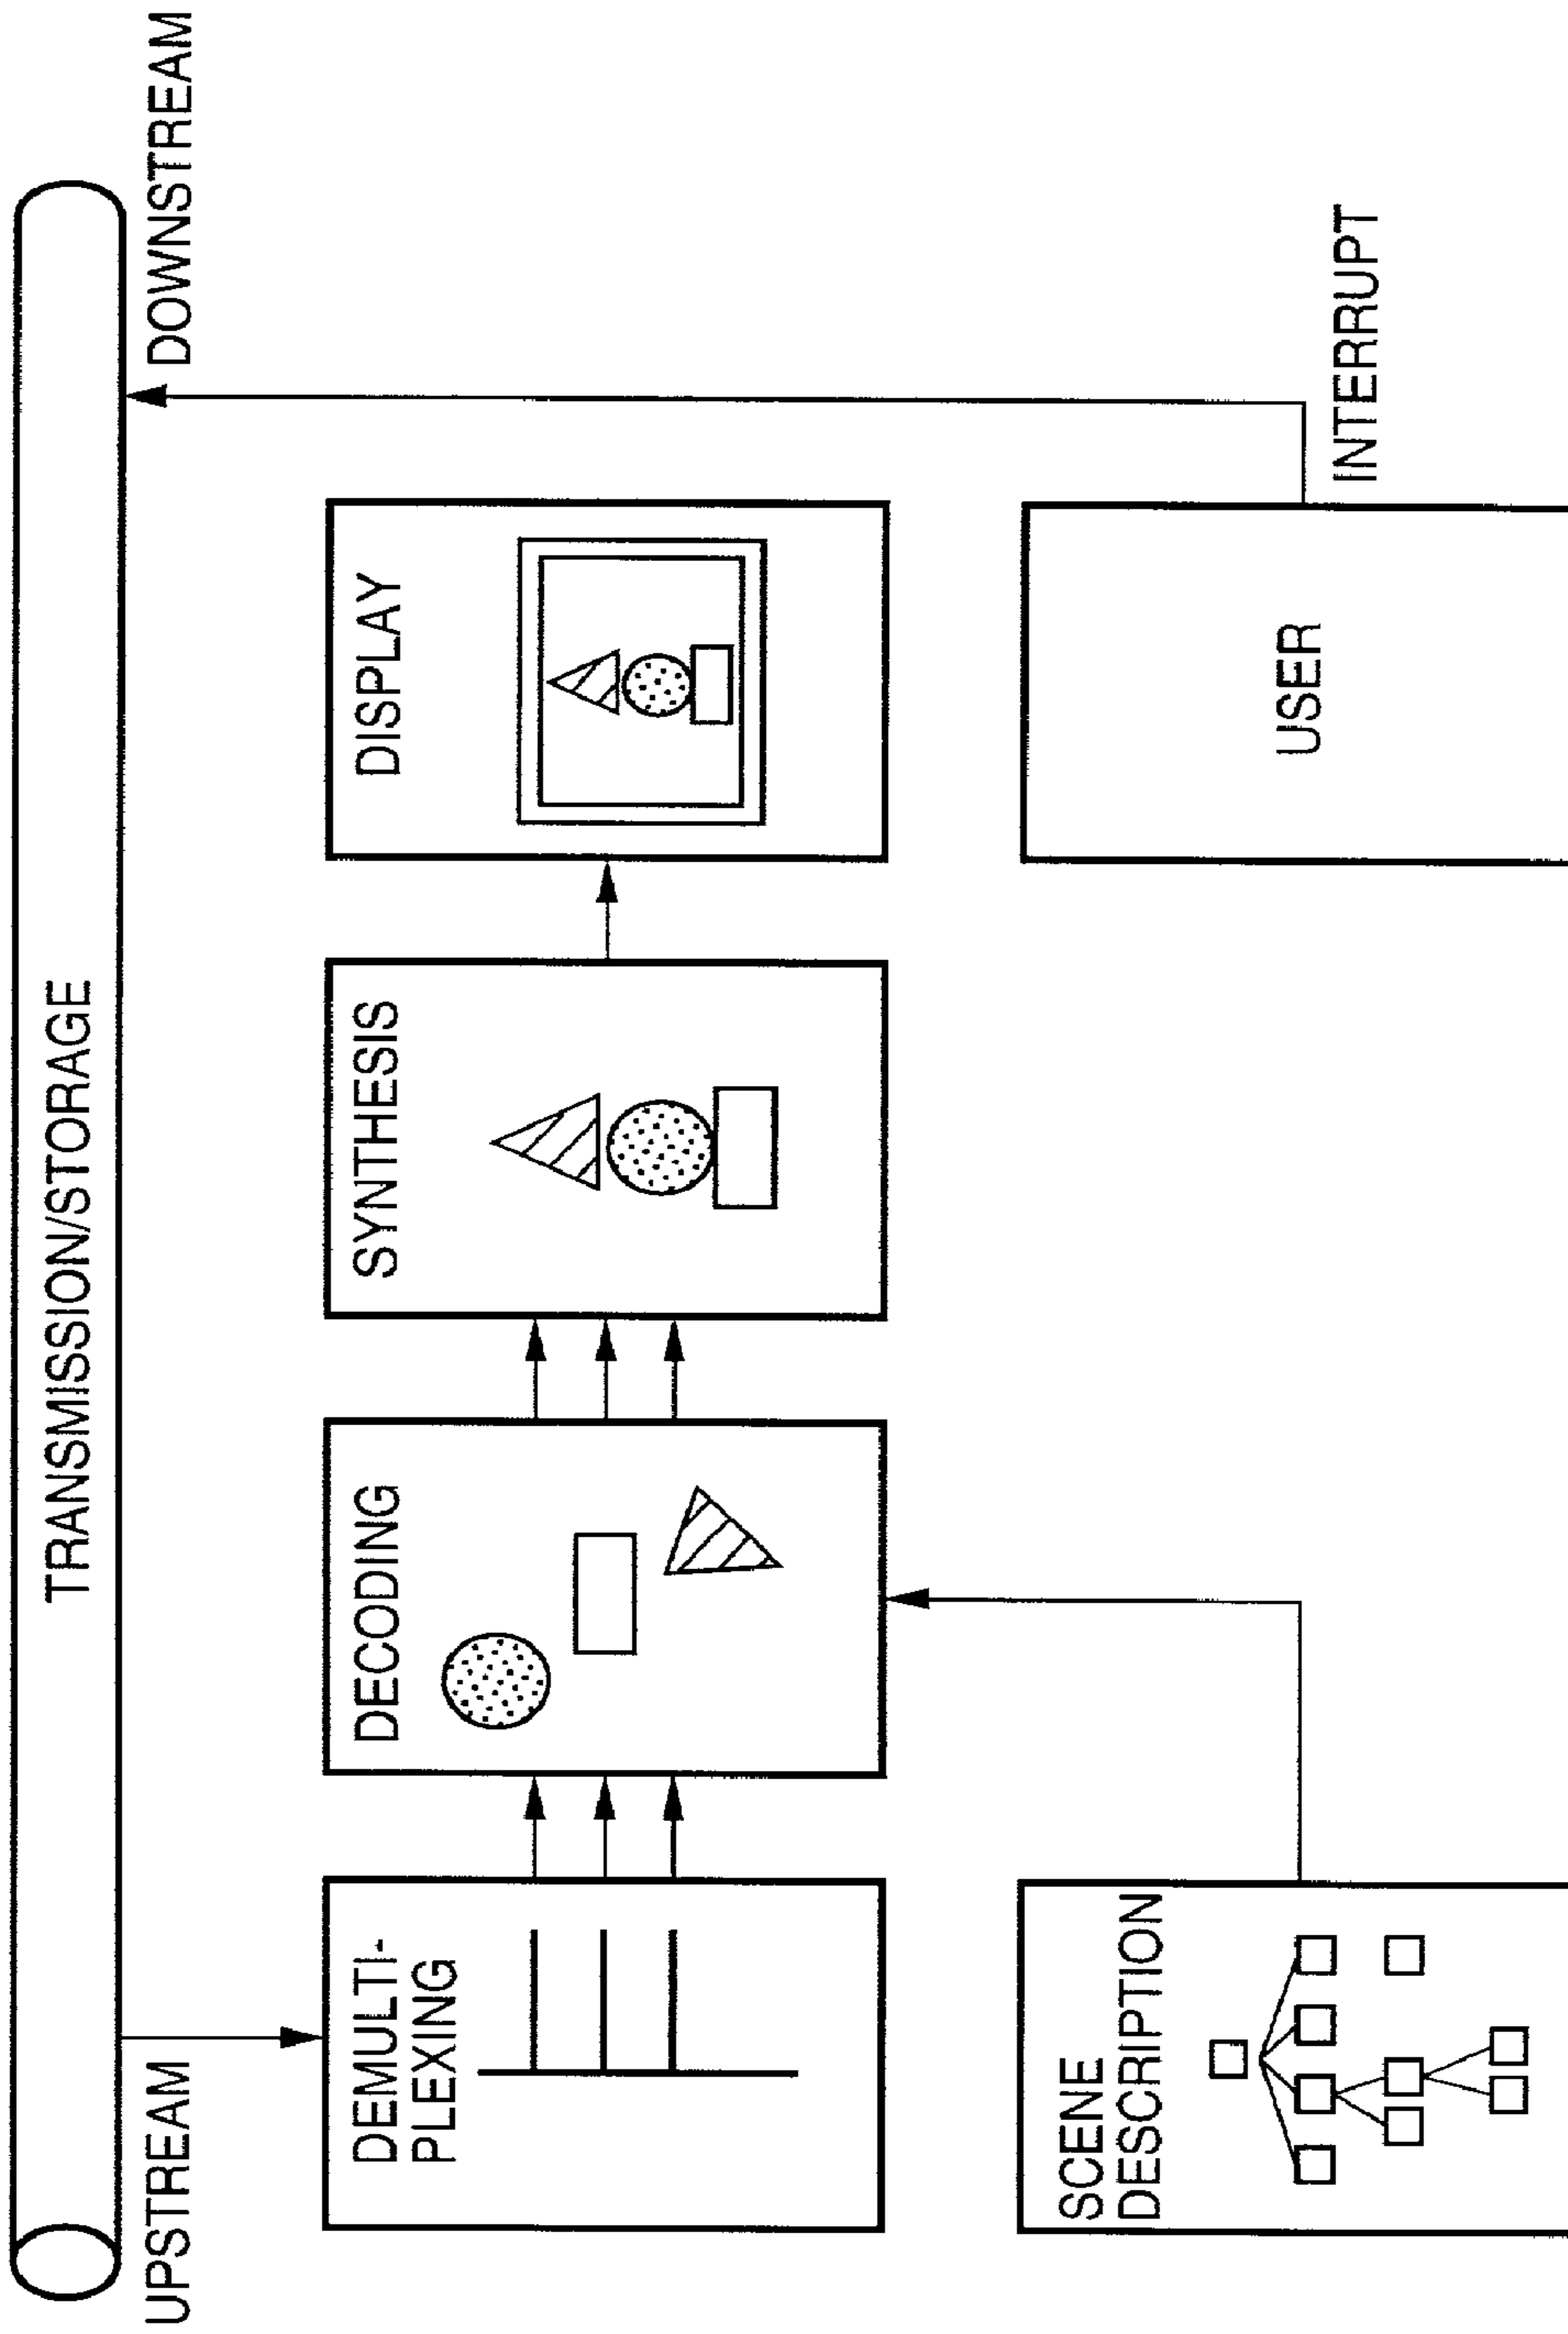 TRANSMISSION/STORAGE
UPSTREAM
DOWNSTREAM
DEMULTI-
PLEXING
DECODING
SYNTHESIS
DISPLAY
SCENE
DESCRIPTION
USER
INTERRUPT